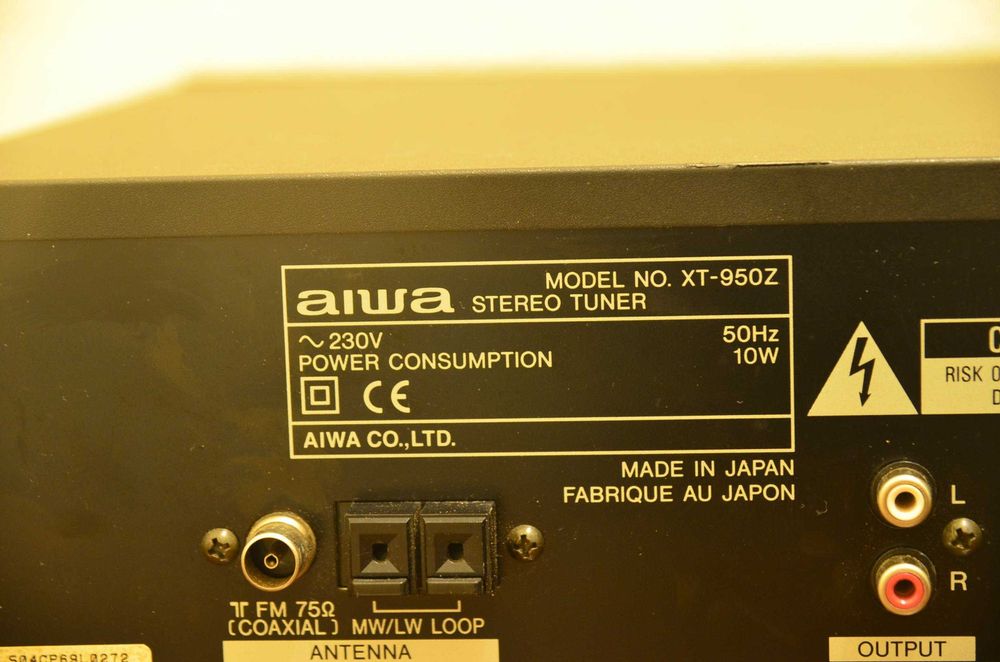 aiwa MODEL NO. XT-950Z
STEREO TUNER
~230V 50Hz
POWER CONSUMPTION 10W
CE
AIWA CO.,LTD.
RISK
MADE IN JAPAN
FABRIQUE AU JAPON
L
R
FM 75Ω
(COAXIAL) MW/LW LOOP
ANTENNA
OUTPUT